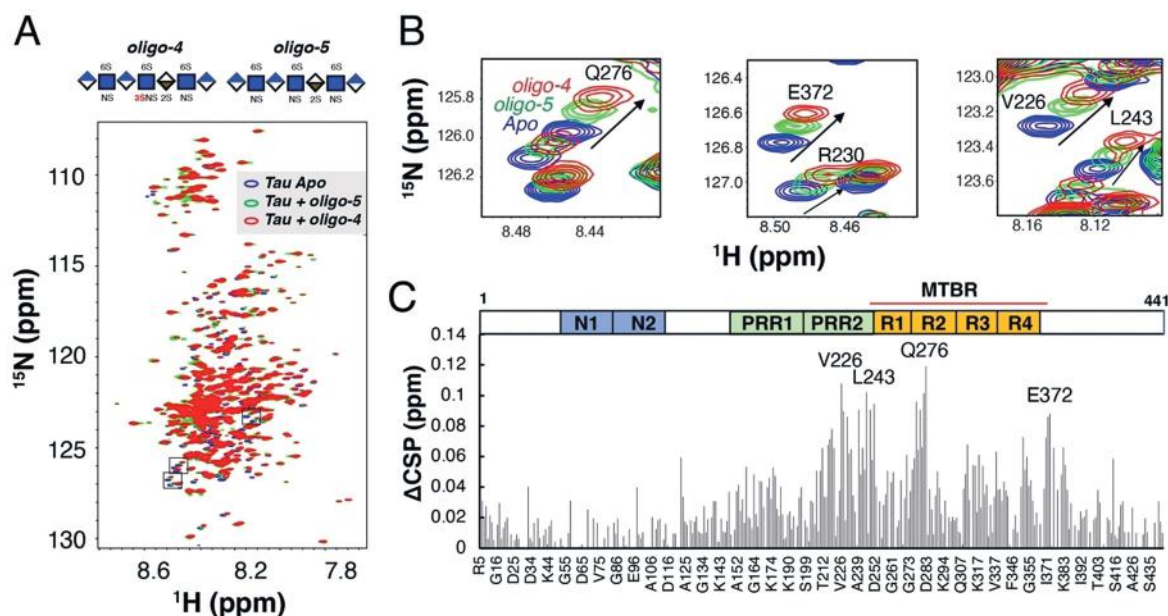 A
oligo-4 oligo-5
6S 6S 6S 6S 6S 6S
NS 3SNS 2S NS NS NS 2S NS
110
115
120
125
130
15N (ppm)
Tau Apo
Tau + oligo-5
Tau + oligo-4
8.6 8.2 7.8
1H (ppm)
B
oligo-4
oligo-5
Apo
Q276
125.8
126.0
126.2
15N (ppm)
8.48 8.44
E372
R230
126.4
126.6
126.8
127.0
8.50 8.46
V226
L243
123.0
123.2
123.4
123.6
8.16 8.12
1H (ppm)
C
1 MTBR 441
N1 N2 PRR1 PRR2 R1 R2 R3 R4
V226 L243 Q276 E372
0.14
0.12
0.1
0.08
0.06
0.04
0.02
0
ΔCSP (ppm)
R5 G16 D25 D34 K44 G55 D65 V75 G86 E96 A106 D116 A125 G134 K143 A152 G164 K174 K190 S199 T212 V226 A239 D252 G261 G273 D283 K294 Q307 K317 V337 F346 G355 I371 K383 I392 T403 S416 A426 S435